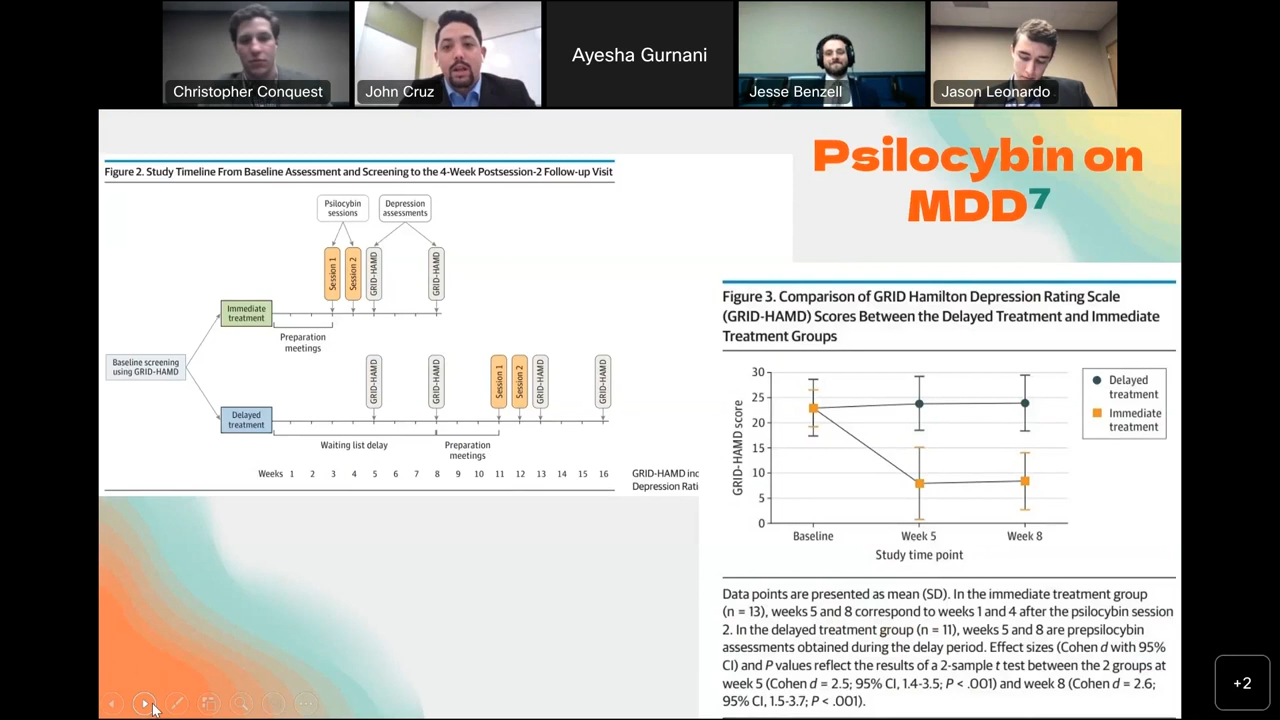 Christopher Conquest
John Cruz
Ayesha Gurnani
Jesse Benzell
Jason Leonardo
Psilocybin on
MDD⁷
Figure 2. Study Timeline From Baseline Assessment and Screening to the 4-Week Postsession-2 Follow-up Visit
Psilocybin
sessions
Depression
assessments
Session 1
Session 2
GRID-HAMD
GRID-HAMD
Immediate
treatment
Preparation
meetings
Baseline screening
using GRID-HAMD
GRID-HAMD
GRID-HAMD
Session 1
Session 2
GRID-HAMD
GRID-HAMD
Delayed
treatment
Waiting list delay
Preparation
meetings
Weeks 1 2 3 4 5 6 7 8 9 10 11 12 13 14 15 16
GRID-HAMD inc
Depression Rati
Figure 3. Comparison of GRID Hamilton Depression Rating Scale
(GRID-HAMD) Scores Between the Delayed Treatment and Immediate
Treatment Groups
30
25
20
15
10
5
0
GRID-HAMD score
Baseline
Week 5
Week 8
Study time point
Delayed
treatment
Immediate
treatment
Data points are presented as mean (SD). In the immediate treatment group
(n = 13), weeks 5 and 8 correspond to weeks 1 and 4 after the psilocybin session
2. In the delayed treatment group (n = 11), weeks 5 and 8 are prepsilocybin
assessments obtained during the delay period. Effect sizes (Cohen d with 95%
CI) and P values reflect the results of a 2-sample t test between the 2 groups at
week 5 (Cohen d = 2.5; 95% CI, 1.4-3.5; P < .001) and week 8 (Cohen d = 2.6;
95% CI, 1.5-3.7; P < .001).
+2